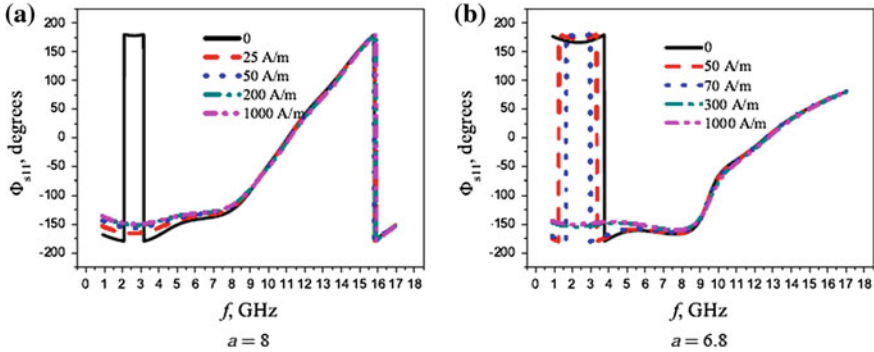 (a)
Φs11, degrees
200
150
100
50
0
-50
-100
-150
-200
0
25 A/m
50 A/m
200 A/m
1000 A/m
0 1 2 3 4 5 6 7 8 9 10 11 12 13 14 15 16 17 18
f, GHz
a = 8
(b)
Φs11, degrees
200
150
100
50
0
-50
-100
-150
-200
0
50 A/m
70 A/m
300 A/m
1000 A/m
0 1 2 3 4 5 6 7 8 9 10 11 12 13 14 15 16 17 18
f, GHz
a = 6.8